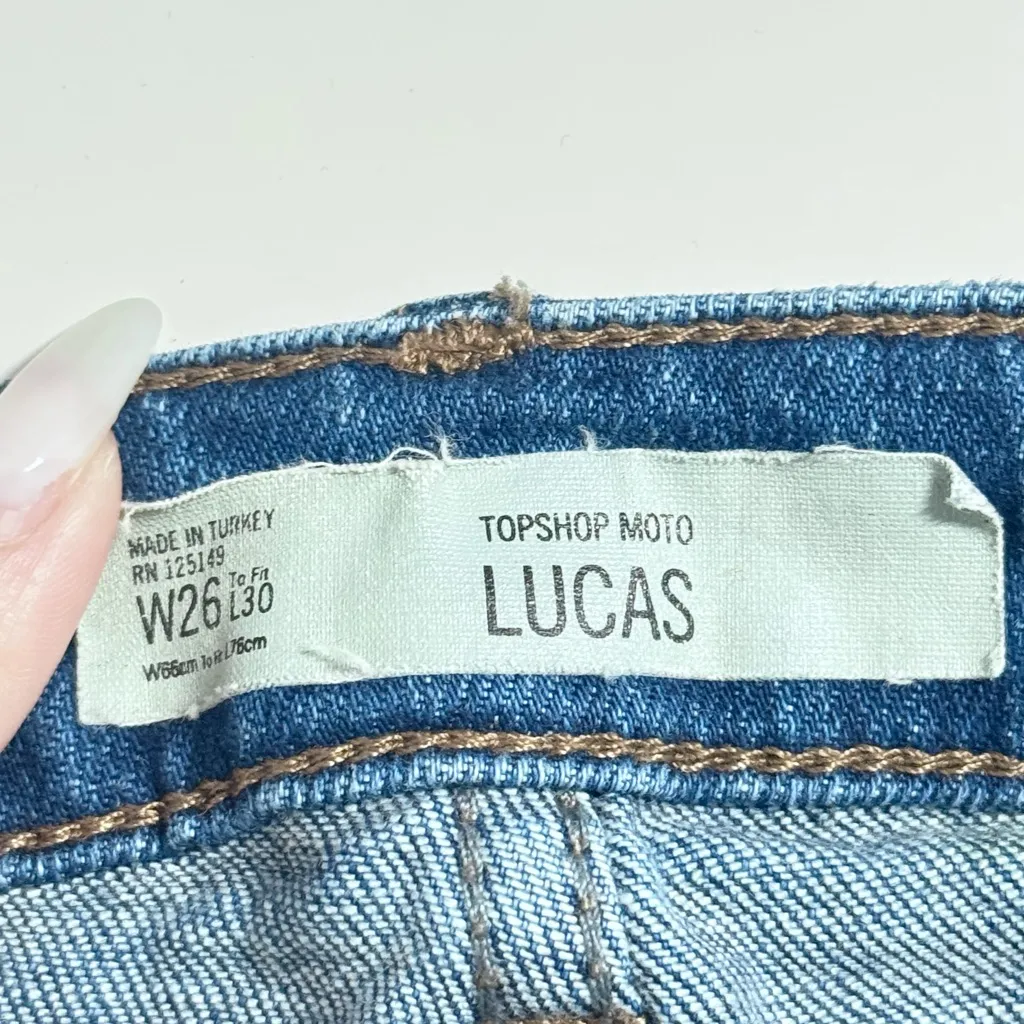 MADE IN TURKEY
RN 125149
W26 To Fit L30
W66cm To Fit L76cm
TOPSHOP MOTO
LUCAS